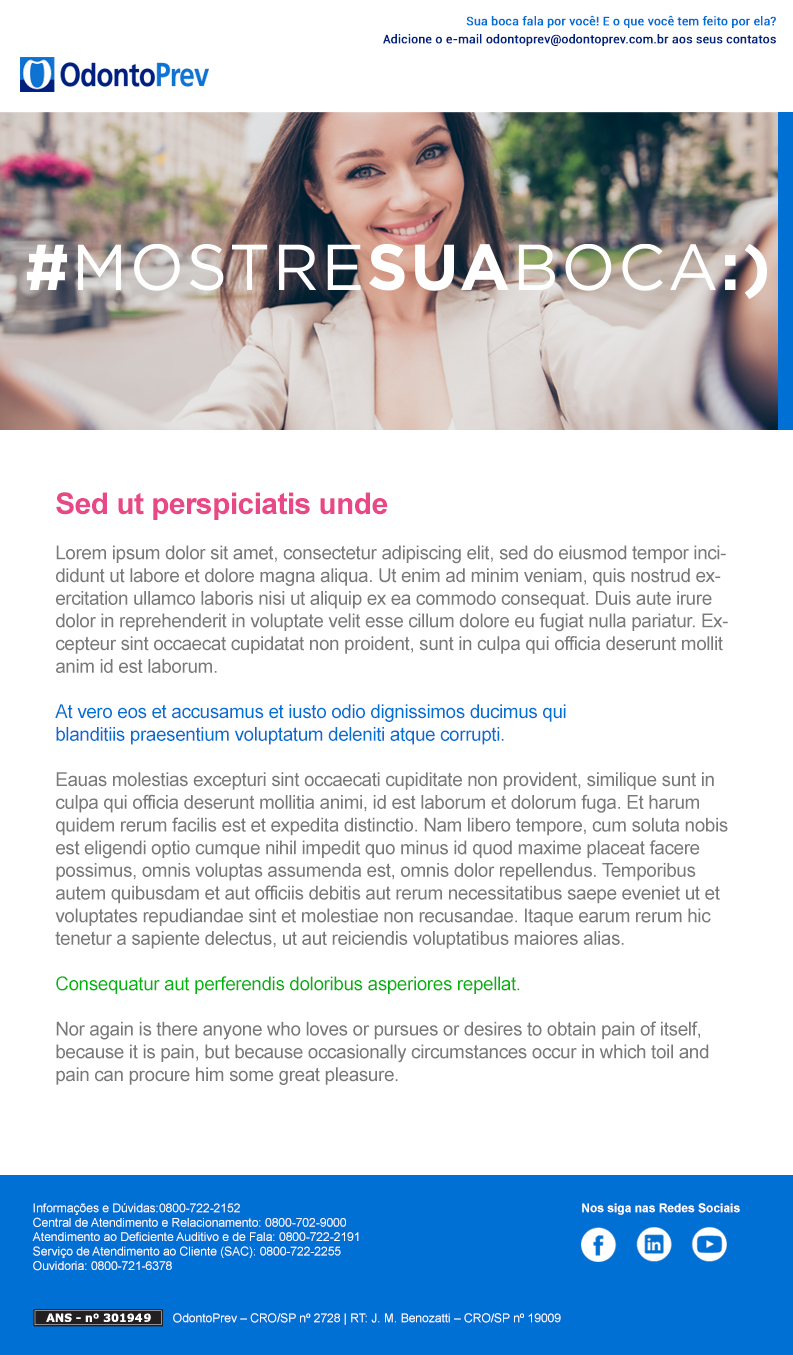 Sua boca fala por você! E o que você tem feito por ela?
Adicione o e-mail odontoprev@odontoprev.com.br aos seus contatos
OdontoPrev
#MOSTRESUABOCA:)
Sed ut perspiciatis unde
Lorem ipsum dolor sit amet, consectetur adipiscing elit, sed do eiusmod tempor inci-
didunt ut labore et dolore magna aliqua. Ut enim ad minim veniam, quis nostrud ex-
ercitation ullamco laboris nisi ut aliquip ex ea commodo consequat. Duis aute irure
dolor in reprehenderit in voluptate velit esse cillum dolore eu fugiat nulla pariatur. Ex-
cepteur sint occaecat cupidatat non proident, sunt in culpa qui officia deserunt mollit
anim id est laborum.
At vero eos et accusamus et iusto odio dignissimos ducimus qui
blanditiis praesentium voluptatum deleniti atque corrupti.
Eauas molestias excepturi sint occaecati cupiditate non provident, similique sunt in
culpa qui officia deserunt mollitia animi, id est laborum et dolorum fuga. Et harum
quidem rerum facilis est et expedita distinctio. Nam libero tempore, cum soluta nobis
est eligendi optio cumque nihil impedit quo minus id quod maxime placeat facere
possimus, omnis voluptas assumenda est, omnis dolor repellendus. Temporibus
autem quibusdam et aut officiis debitis aut rerum necessitatibus saepe eveniet ut et
voluptates repudiandae sint et molestiae non recusandae. Itaque earum rerum hic
tenetur a sapiente delectus, ut aut reiciendis voluptatibus maiores alias.
Consequatur aut perferendis doloribus asperiores repellat.
Nor again is there anyone who loves or pursues or desires to obtain pain of itself,
because it is pain, but because occasionally circumstances occur in which toil and
pain can procure him some great pleasure.
Informações e Dúvidas:0800-722-2152
Central de Atendimento e Relacionamento: 0800-702-9000
Atendimento ao Deficiente Auditivo e de Fala: 0800-722-2191
Serviço de Atendimento ao Cliente (SAC): 0800-722-2255
Ouvidoria: 0800-721-6378
Nos siga nas Redes Sociais
ANS - nº 301949
OdontoPrev – CRO/SP nº 2728 | RT: J. M. Benozatti – CRO/SP nº 19009